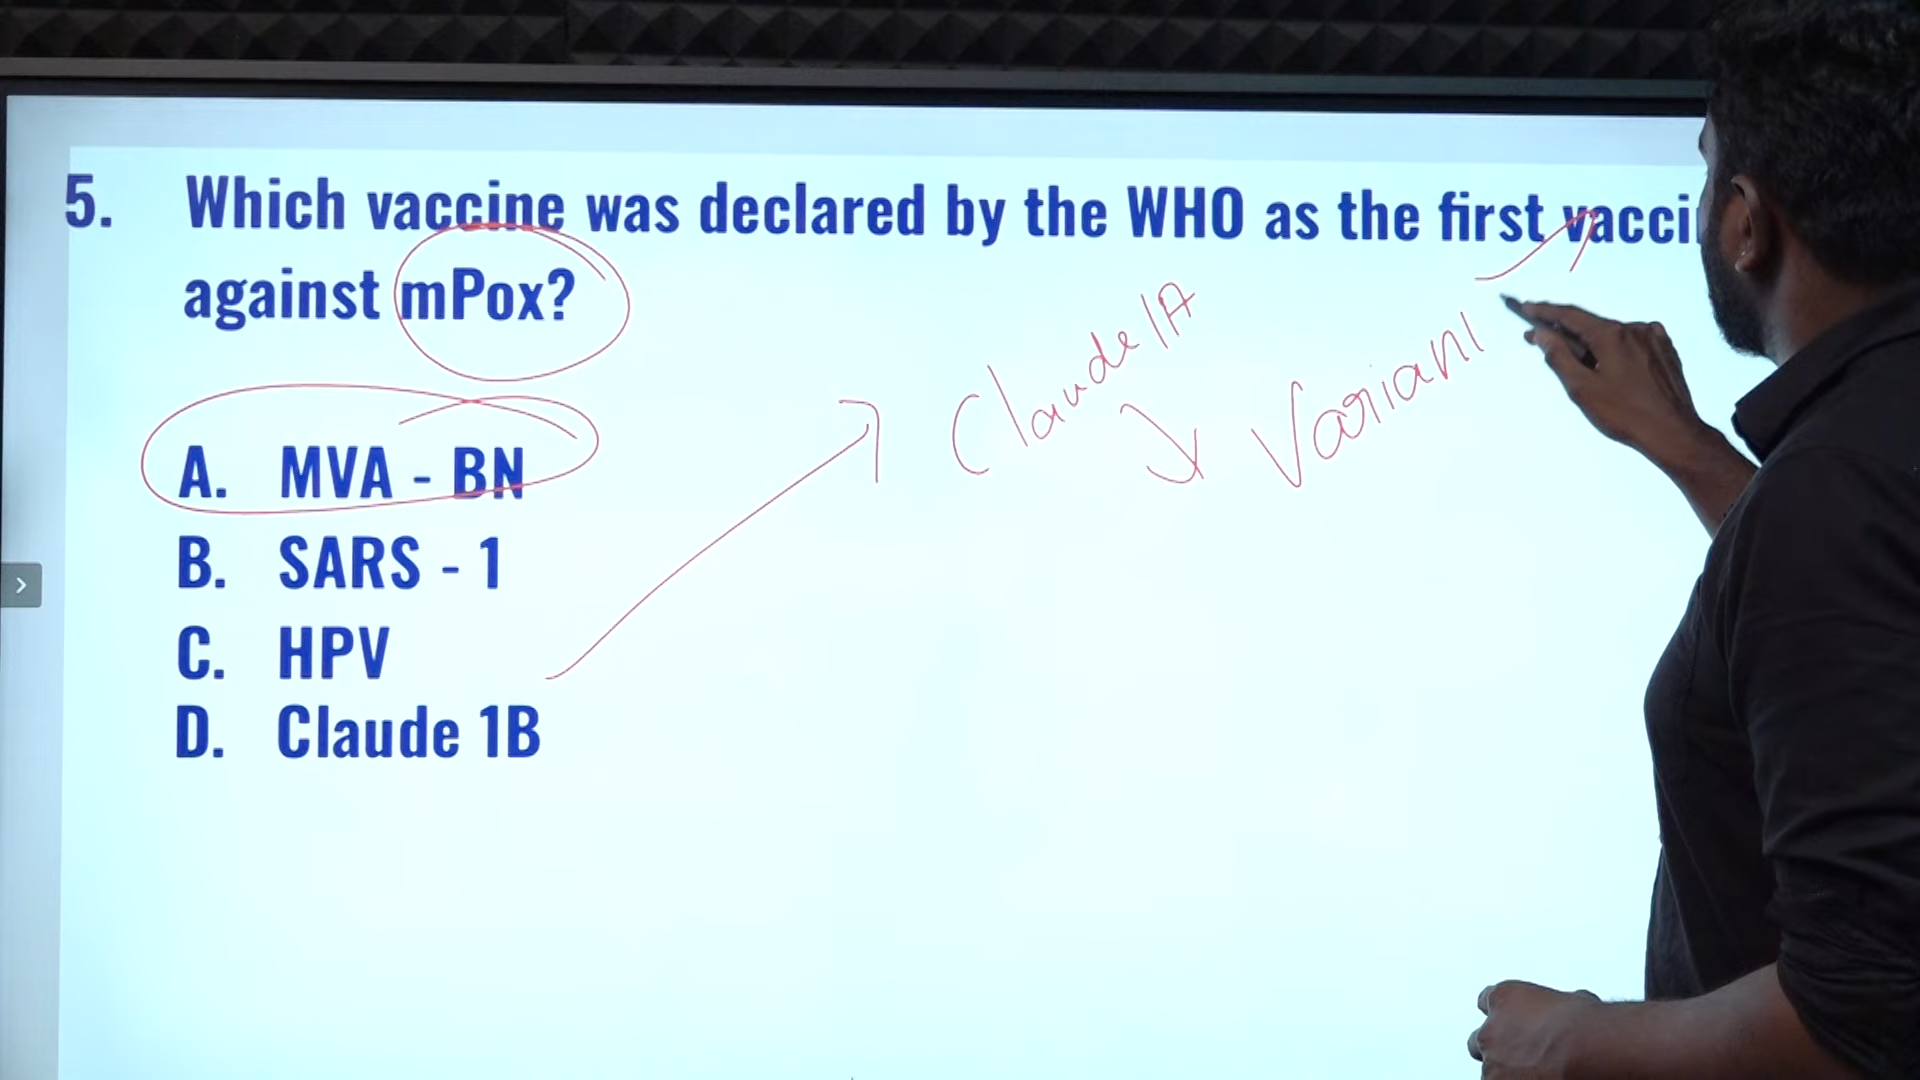 5. Which vaccine was declared by the WHO as the first vacci
against mPox?
A. MVA - BN
B. SARS - 1
C. HPV
D. Claude 1B
Claude 1A
Variant